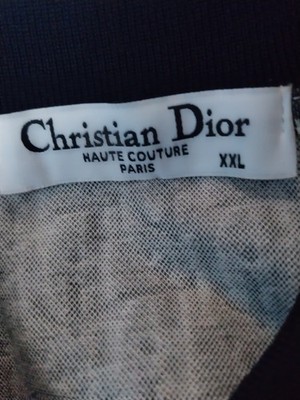 Christian Dior
HAUTE COUTURE XXL
PARIS